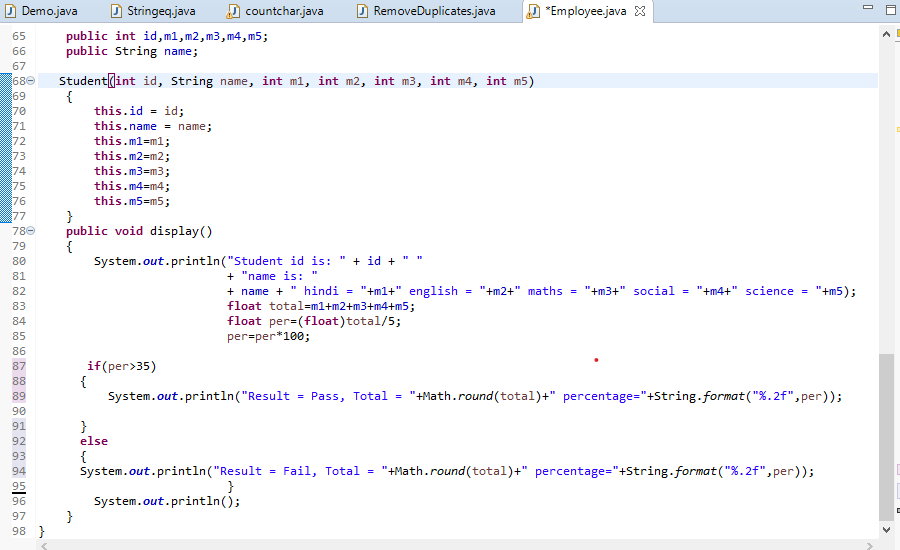 Demo.java Stringeq.java countchar.java RemoveDuplicates.java *Employee.java
65 public int id,m1,m2,m3,m4,m5;
66 public String name;
67
68 Student(int id, String name, int m1, int m2, int m3, int m4, int m5)
69 {
70 this.id = id;
71 this.name = name;
72 this.m1=m1;
73 this.m2=m2;
74 this.m3=m3;
75 this.m4=m4;
76 this.m5=m5;
77 }
78 public void display()
79 {
80 System.out.println("Student id is: " + id + " "
81 + "name is: "
82 + name + " hindi = "+m1+" english = "+m2+" maths = "+m3+" social = "+m4+" science = "+m5);
83 float total=m1+m2+m3+m4+m5;
84 float per=(float)total/5;
85 per=per*100;
86
87 if(per>35)
88 {
89 System.out.println("Result = Pass, Total = "+Math.round(total)+" percentage="+String.format("%.2f",per));
90
91 }
92 else
93 {
94 System.out.println("Result = Fail, Total = "+Math.round(total)+" percentage="+String.format("%.2f",per));
95 }
96 System.out.println();
97 }
98 }